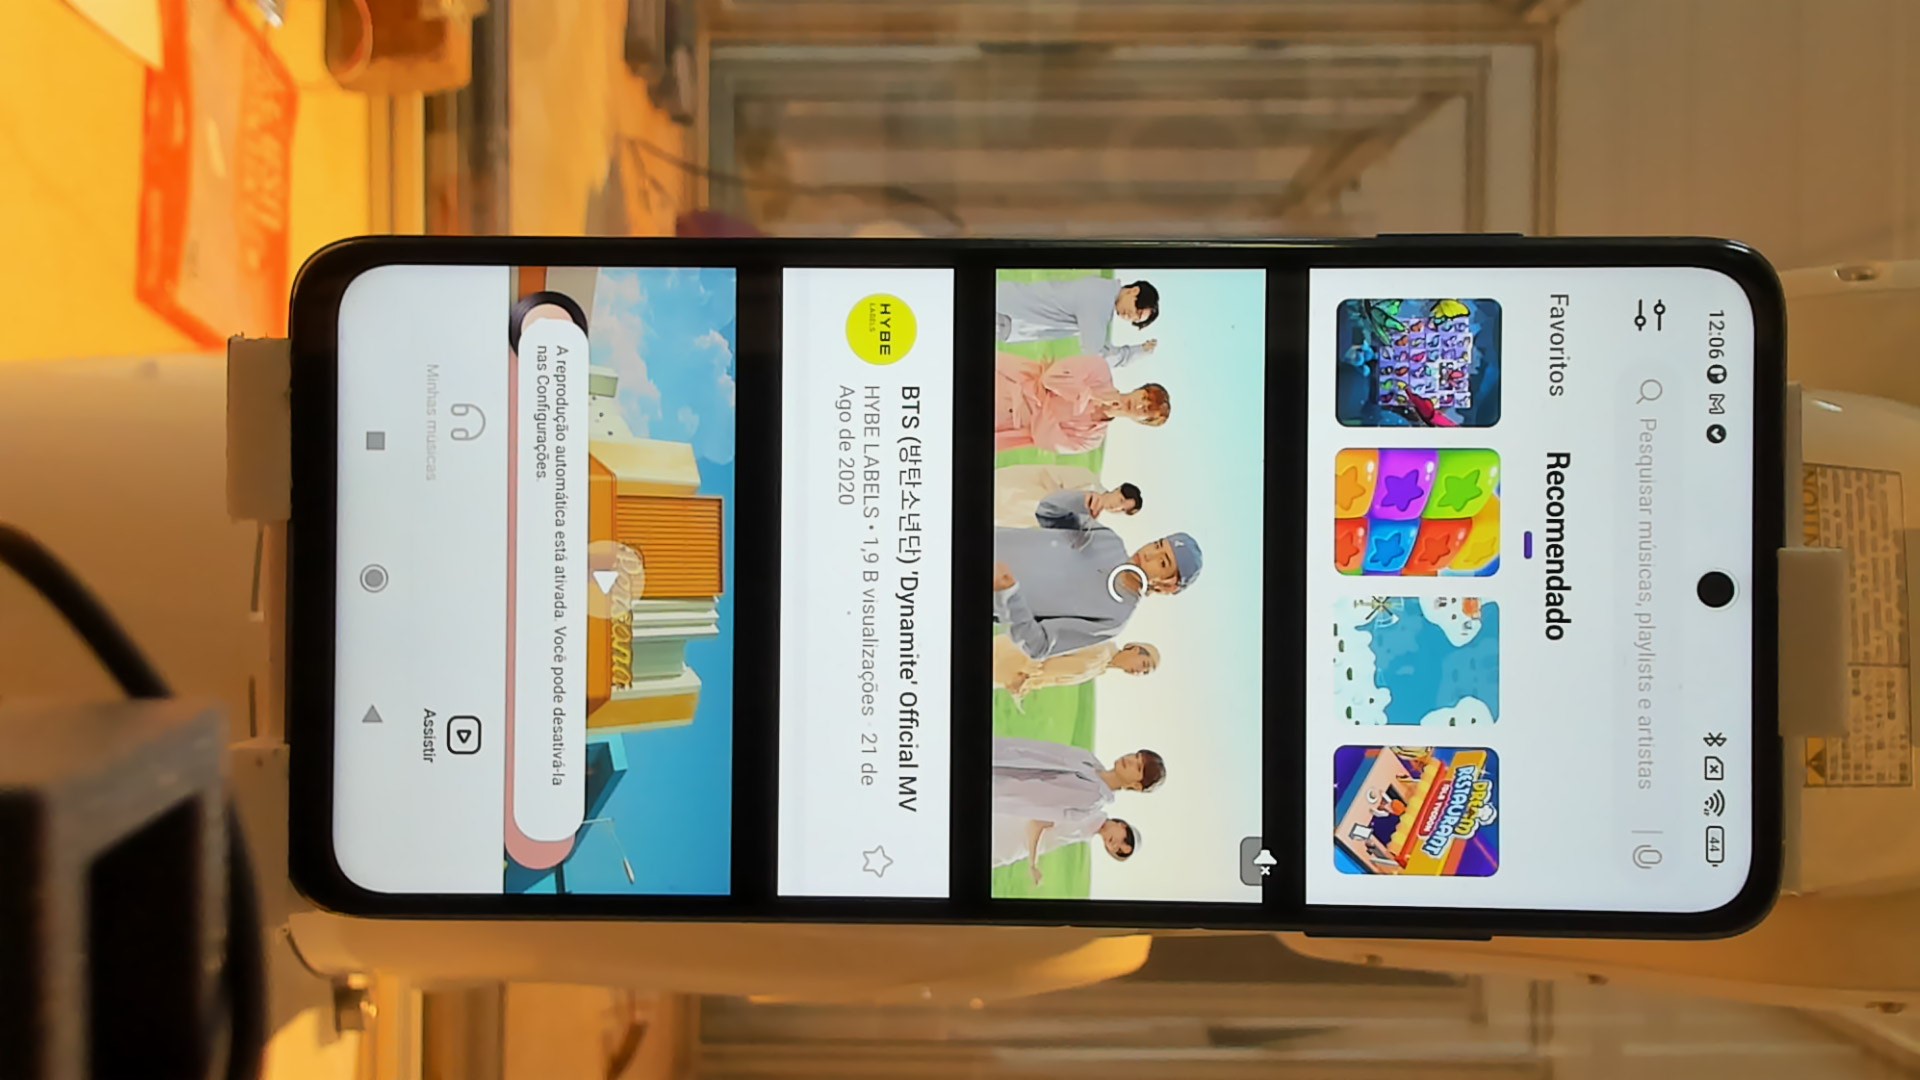 12:06
44
Pesquisar músicas, playlists e artistas
Favoritos
Recomendado
DREAM
RESTAURANT
BTS (방탄소년단) 'Dynamite' Official MV
HYBE LABELS • 1,9 B visualizações · 21 de
Ago de 2020
HYBE
LABELS
A reprodução automática está ativada. Você pode desativá-la
nas Configurações.
Minhas músicas
Assistir